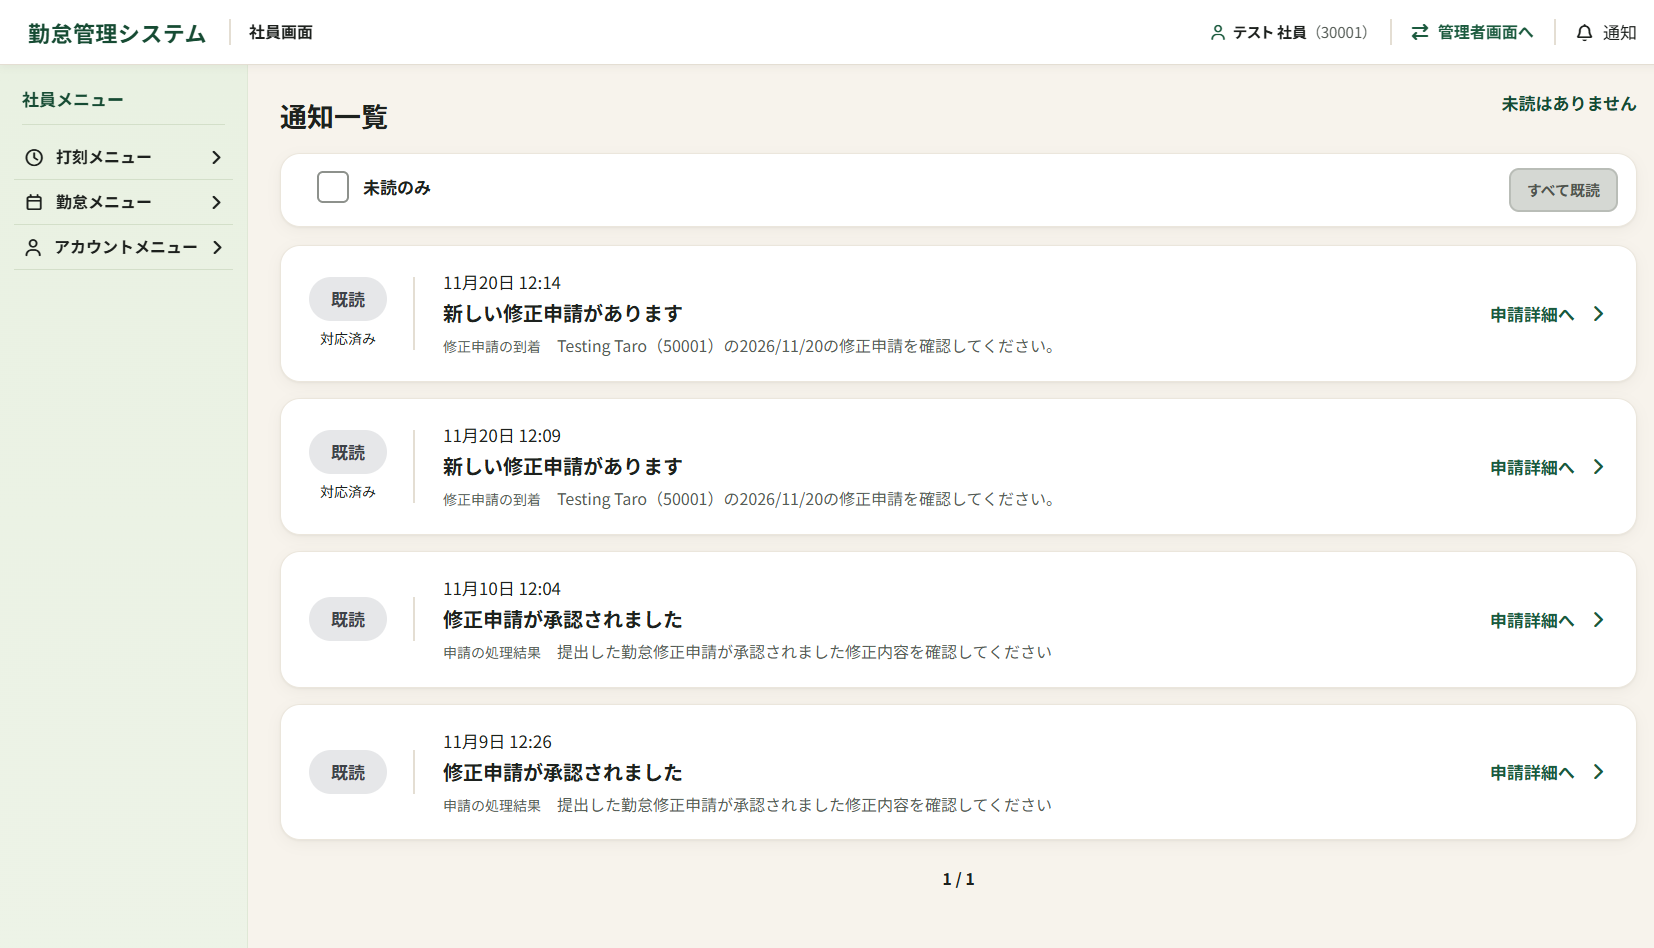 勤怠管理システム
社員画面
テスト 社員（30001）
管理者画面へ
通知
社員メニュー
打刻メニュー
勤怠メニュー
アカウントメニュー
通知一覧
未読はありません
未読のみ
すべて既読
既読
対応済み
11月20日 12:14
新しい修正申請があります
修正申請の到着 Testing Taro（50001）の2026/11/20の修正申請を確認してください。
申請詳細へ
既読
対応済み
11月20日 12:09
新しい修正申請があります
修正申請の到着 Testing Taro（50001）の2026/11/20の修正申請を確認してください。
申請詳細へ
既読
11月10日 12:04
修正申請が承認されました
申請の処理結果 提出した勤怠修正申請が承認されました修正内容を確認してください
申請詳細へ
既読
11月9日 12:26
修正申請が承認されました
申請の処理結果 提出した勤怠修正申請が承認されました修正内容を確認してください
申請詳細へ
1 / 1